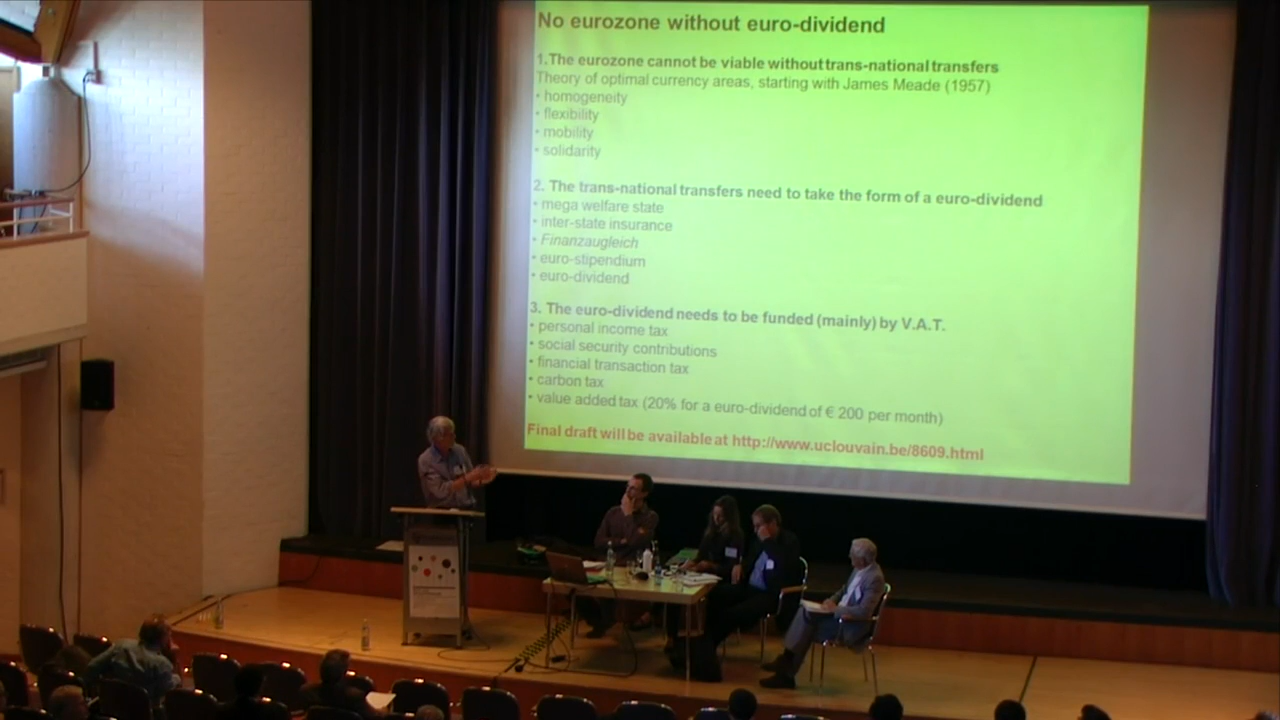 No eurozone without euro-dividend
1.The eurozone cannot be viable without trans-national transfers
Theory of optimal currency areas, starting with James Meade (1957)
• homogeneity
• flexibility
• mobility
• solidarity
2. The trans-national transfers need to take the form of a euro-dividend
• mega welfare state
• inter-state insurance
• Finanzaugleich
• euro-stipendium
• euro-dividend
3. The euro-dividend needs to be funded (mainly) by V.A.T.
• personal income tax
• social security contributions
• financial transaction tax
• carbon tax
• value added tax (20% for a euro-dividend of € 200 per month)
Final draft will be available at http://www.uclouvain.be/8609.html